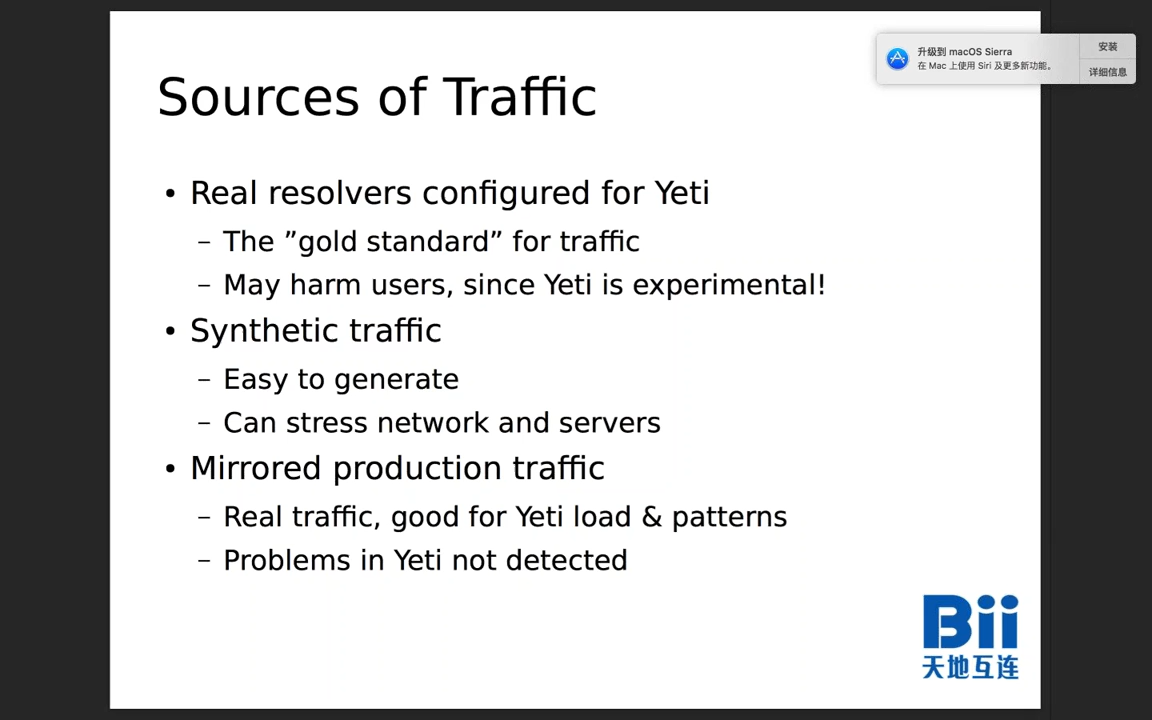 升级到 macOS Sierra
在 Mac 上使用 Siri 及更多新功能。
安装
详细信息
Sources of Traffic
• Real resolvers configured for Yeti
– The ”gold standard” for traffic
– May harm users, since Yeti is experimental!
• Synthetic traffic
– Easy to generate
– Can stress network and servers
• Mirrored production traffic
– Real traffic, good for Yeti load & patterns
– Problems in Yeti not detected
Bii
天地互连